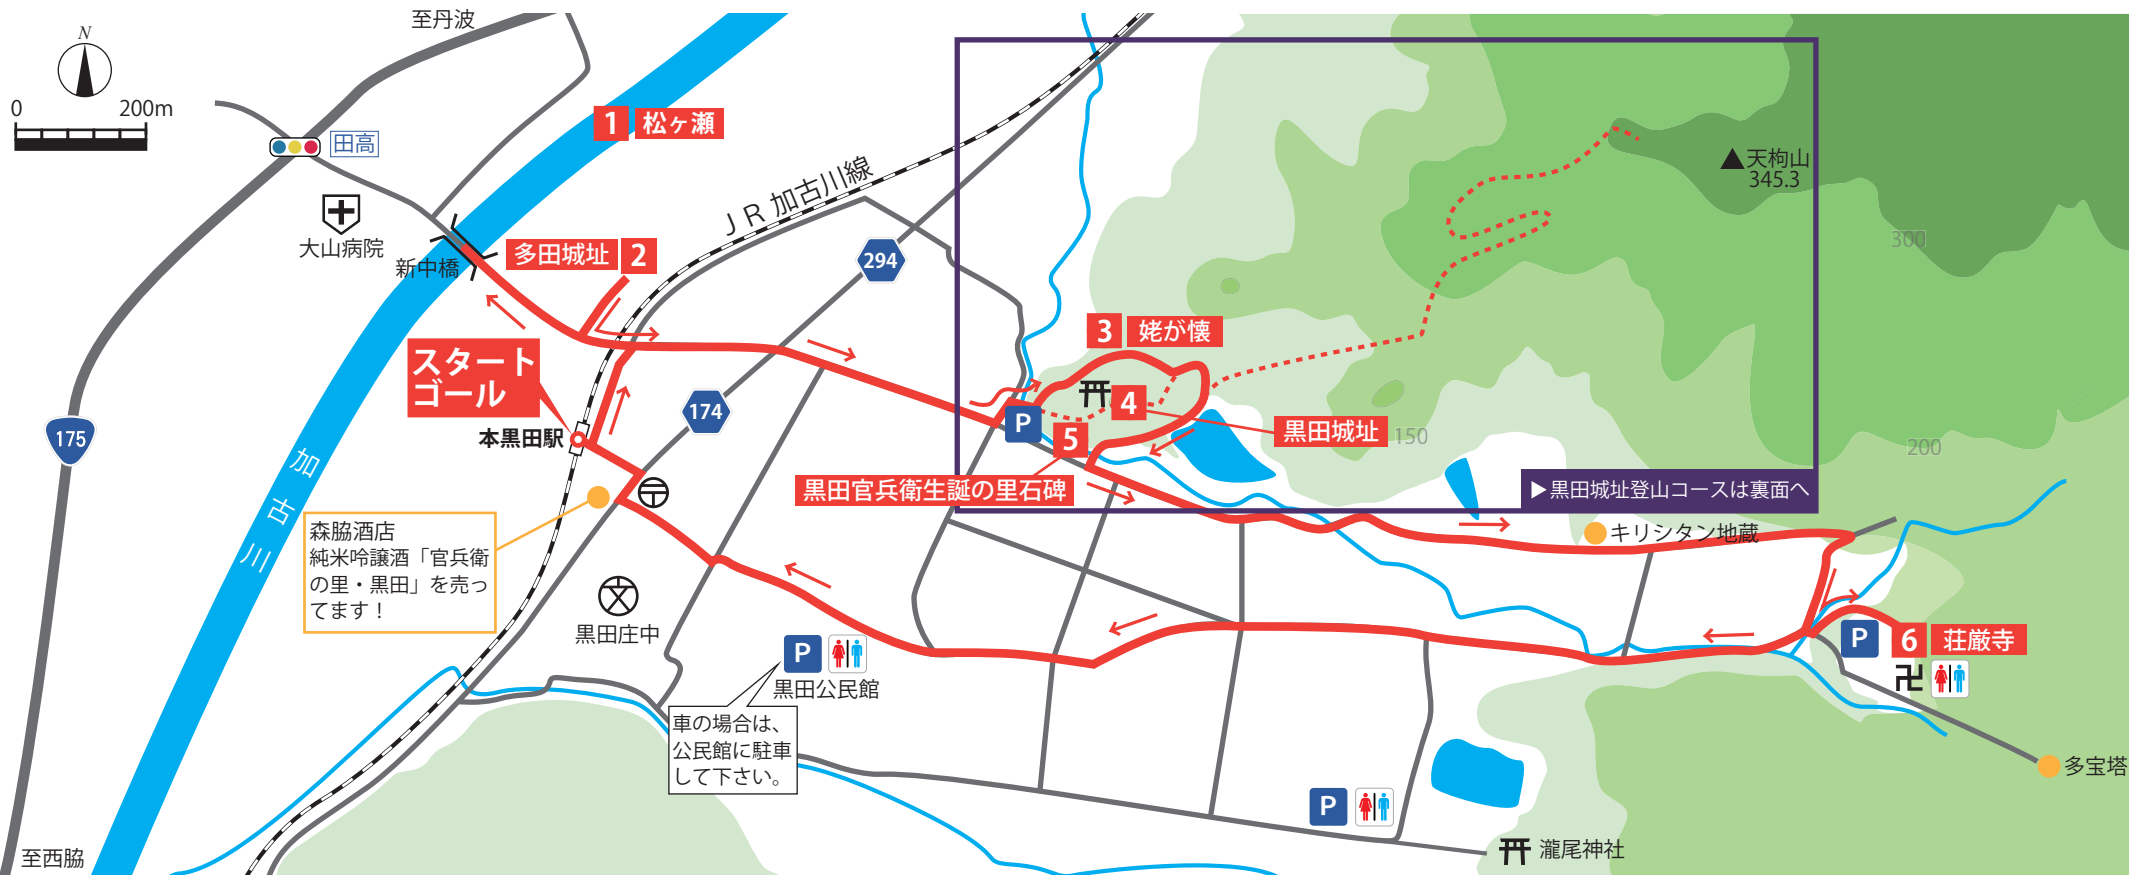 至丹波
N
0 200m
田高
1 松ヶ瀬
大山病院
新中橋
多田城址 2
JR加古川線
294
天枸山
345.3
300
3 姥が懐
スタート
ゴール
本黒田駅
174
175
P
4
5
黒田城址
150
200
黒田官兵衛生誕の里石碑
▶黒田城址登山コースは裏面へ
加古川
森脇酒店
純米吟醸酒「官兵衛
の里・黒田」を売っ
てます！
キリシタン地蔵
黒田庄中
P
黒田公民館
車の場合は、
公民館に駐車
して下さい。
P
6 荘厳寺
卍
多宝塔
P
瀧尾神社
至西脇